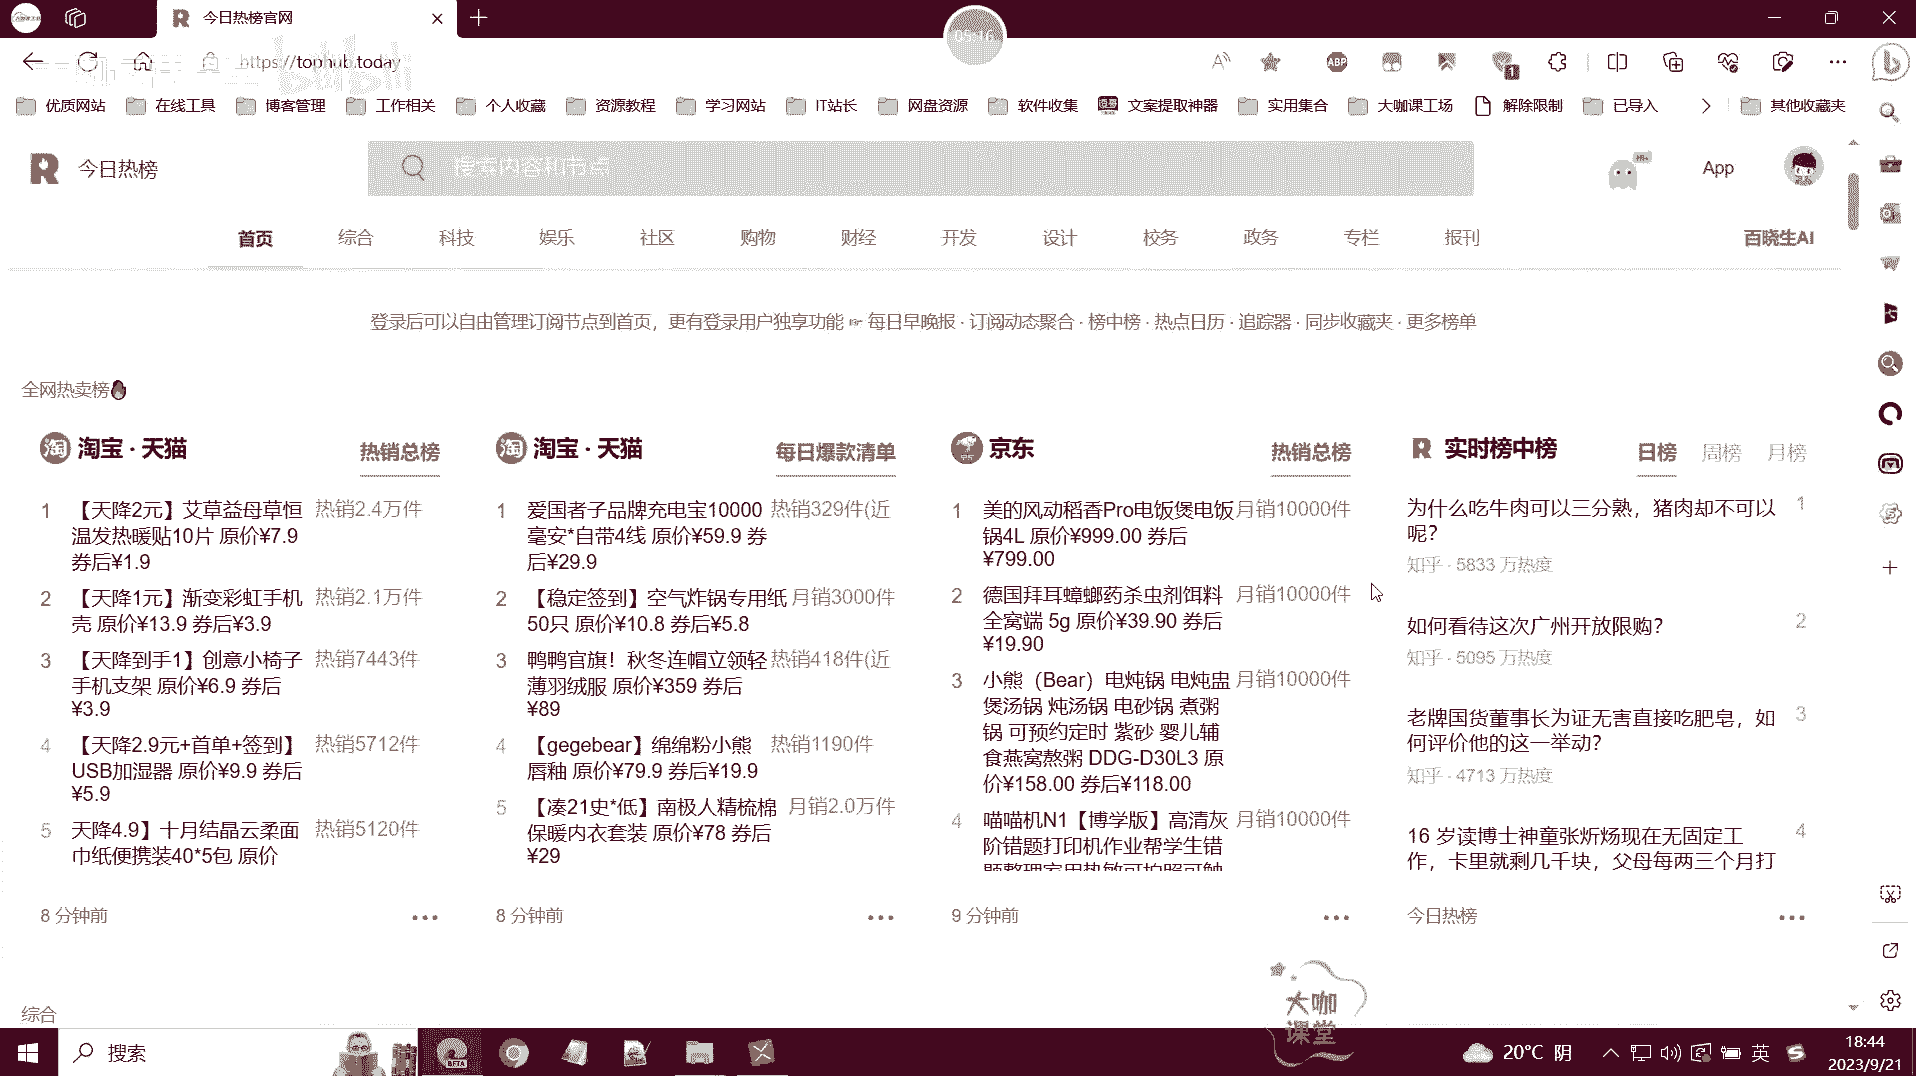 今日热榜官网
05:16
https://tophub.today
bilibili
ABP
1
优质网站
在线工具
博客管理
工作相关
个人收藏
资源教程
学习网站
IT站长
网盘资源
软件收集
文案提取神器
实用集合
大咖课工场
解除限制
已导入
其他收藏夹
今日热榜
搜索内容和节点
App
首页
综合
科技
娱乐
社区
购物
财经
开发
设计
校务
政务
专栏
报刊
百晓生AI
登录后可以自由管理订阅节点到首页，更有登录用户独享功能 ☞ 每日早晚报 · 订阅动态聚合 · 榜中榜 · 热点日历 · 追踪器 · 同步收藏夹 · 更多榜单
全网热卖榜
淘宝 · 天猫
热销总榜
1 【天降2元】艾草益母草恒 热销2.4万件
温发热暖贴10片 原价¥7.9
券后¥1.9
2 【天降1元】渐变彩虹手机 热销2.1万件
壳 原价¥13.9 券后¥3.9
3 【天降到手1】创意小椅子 热销7443件
手机支架 原价¥6.9 券后
¥3.9
4 【天降2.9元+首单+签到】 热销5712件
USB加湿器 原价¥9.9 券后
¥5.9
5 天降4.9】十月结晶云柔面 热销5120件
巾纸便携装40*5包 原价
8 分钟前
淘宝 · 天猫
每日爆款清单
1 爱国者子品牌充电宝10000 热销329件(近
毫安*自带4线 原价¥59.9 券
后¥29.9
2 【稳定签到】空气炸锅专用纸 月销3000件
50只 原价¥10.8 券后¥5.8
3 鸭鸭官旗！秋冬连帽立领轻 热销418件(近
薄羽绒服 原价¥359 券后
¥89
4 【gegebear】绵绵粉小熊 热销1190件
唇釉 原价¥79.9 券后¥19.9
5 【凑21史*低】南极人精梳棉 月销2.0万件
保暖内衣套装 原价¥78 券后
¥29
8 分钟前
京东
热销总榜
1 美的风动稻香Pro电饭煲电饭 月销10000件
锅4L 原价¥999.00 券后
¥799.00
2 德国拜耳蟑螂药杀虫剂饵料 月销10000件
全窝端 5g 原价¥39.90 券后
¥19.90
3 小熊（Bear）电炖锅 电炖盅 月销10000件
煲汤锅 炖汤锅 电砂锅 煮粥
锅 可预约定时 紫砂 婴儿辅
食燕窝熬粥 DDG-D30L3 原
价¥158.00 券后¥118.00
4 喵喵机N1【博学版】高清灰 月销10000件
阶错题打印机作业帮学生错
9 分钟前
实时榜中榜
日榜
周榜
月榜
为什么吃牛肉可以三分熟，猪肉却不可以 1
呢？
知乎 · 5833 万热度
如何看待这次广州开放限购？ 2
知乎 · 5095 万热度
老牌国货董事长为证无害直接吃肥皂，如 3
何评价他的这一举动？
知乎 · 4713 万热度
16 岁读博士神童张炘炀现在无固定工 4
作，卡里就剩几千块，父母每两三个月打
今日热榜
大咖
课堂
综合
搜索
BETA
20°C 阴
英
18:44
2023/9/21